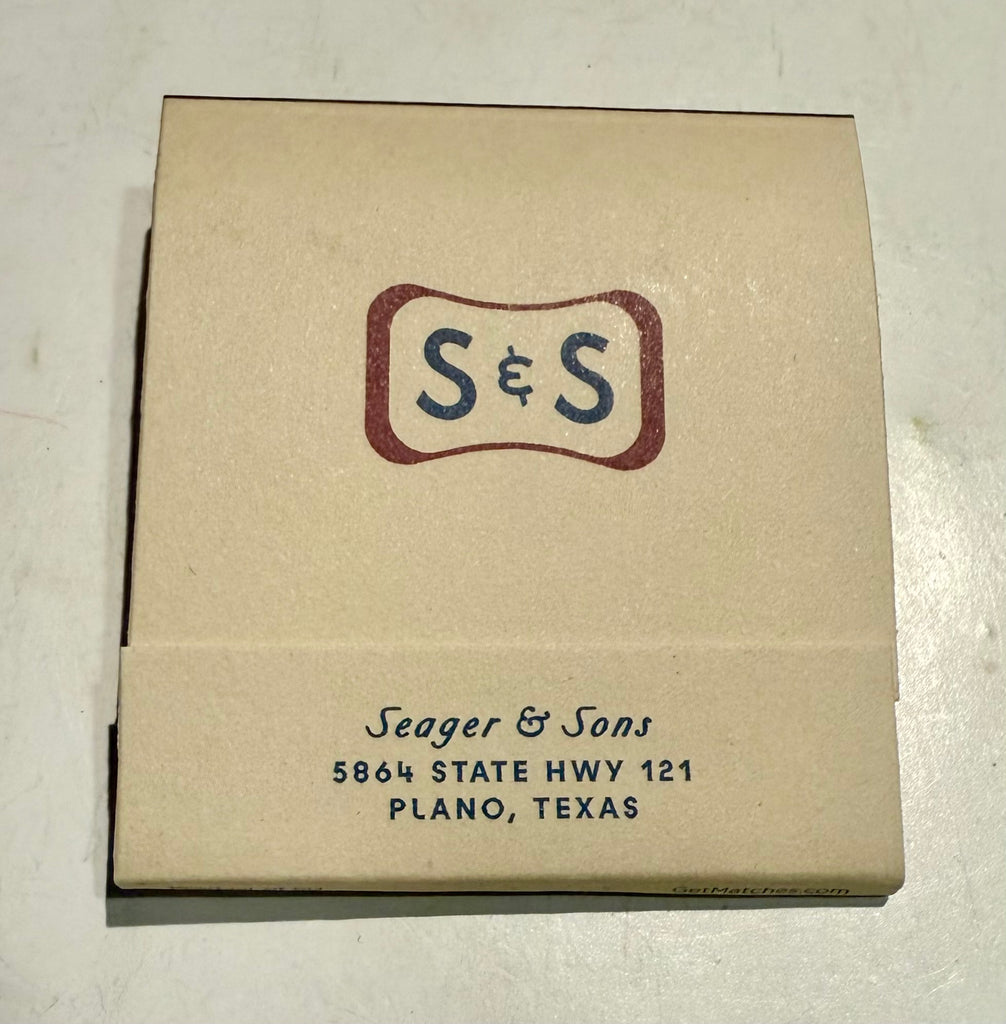 S & S
Seager & Sons
5864 STATE HWY 121
PLANO, TEXAS
GetMatches.com